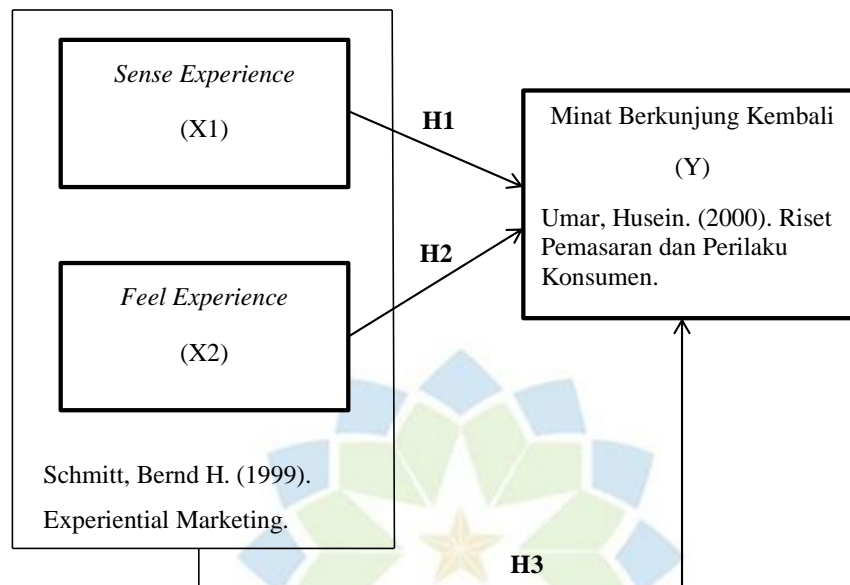 Sense Experience
(X1)
H1
Minat Berkunjung Kembali
(Y)
Umar, Husein. (2000). Riset
Pemasaran dan Perilaku
Konsumen.
H2
Feel Experience
(X2)
Schmitt, Bernd H. (1999).
Experiential Marketing.
H3